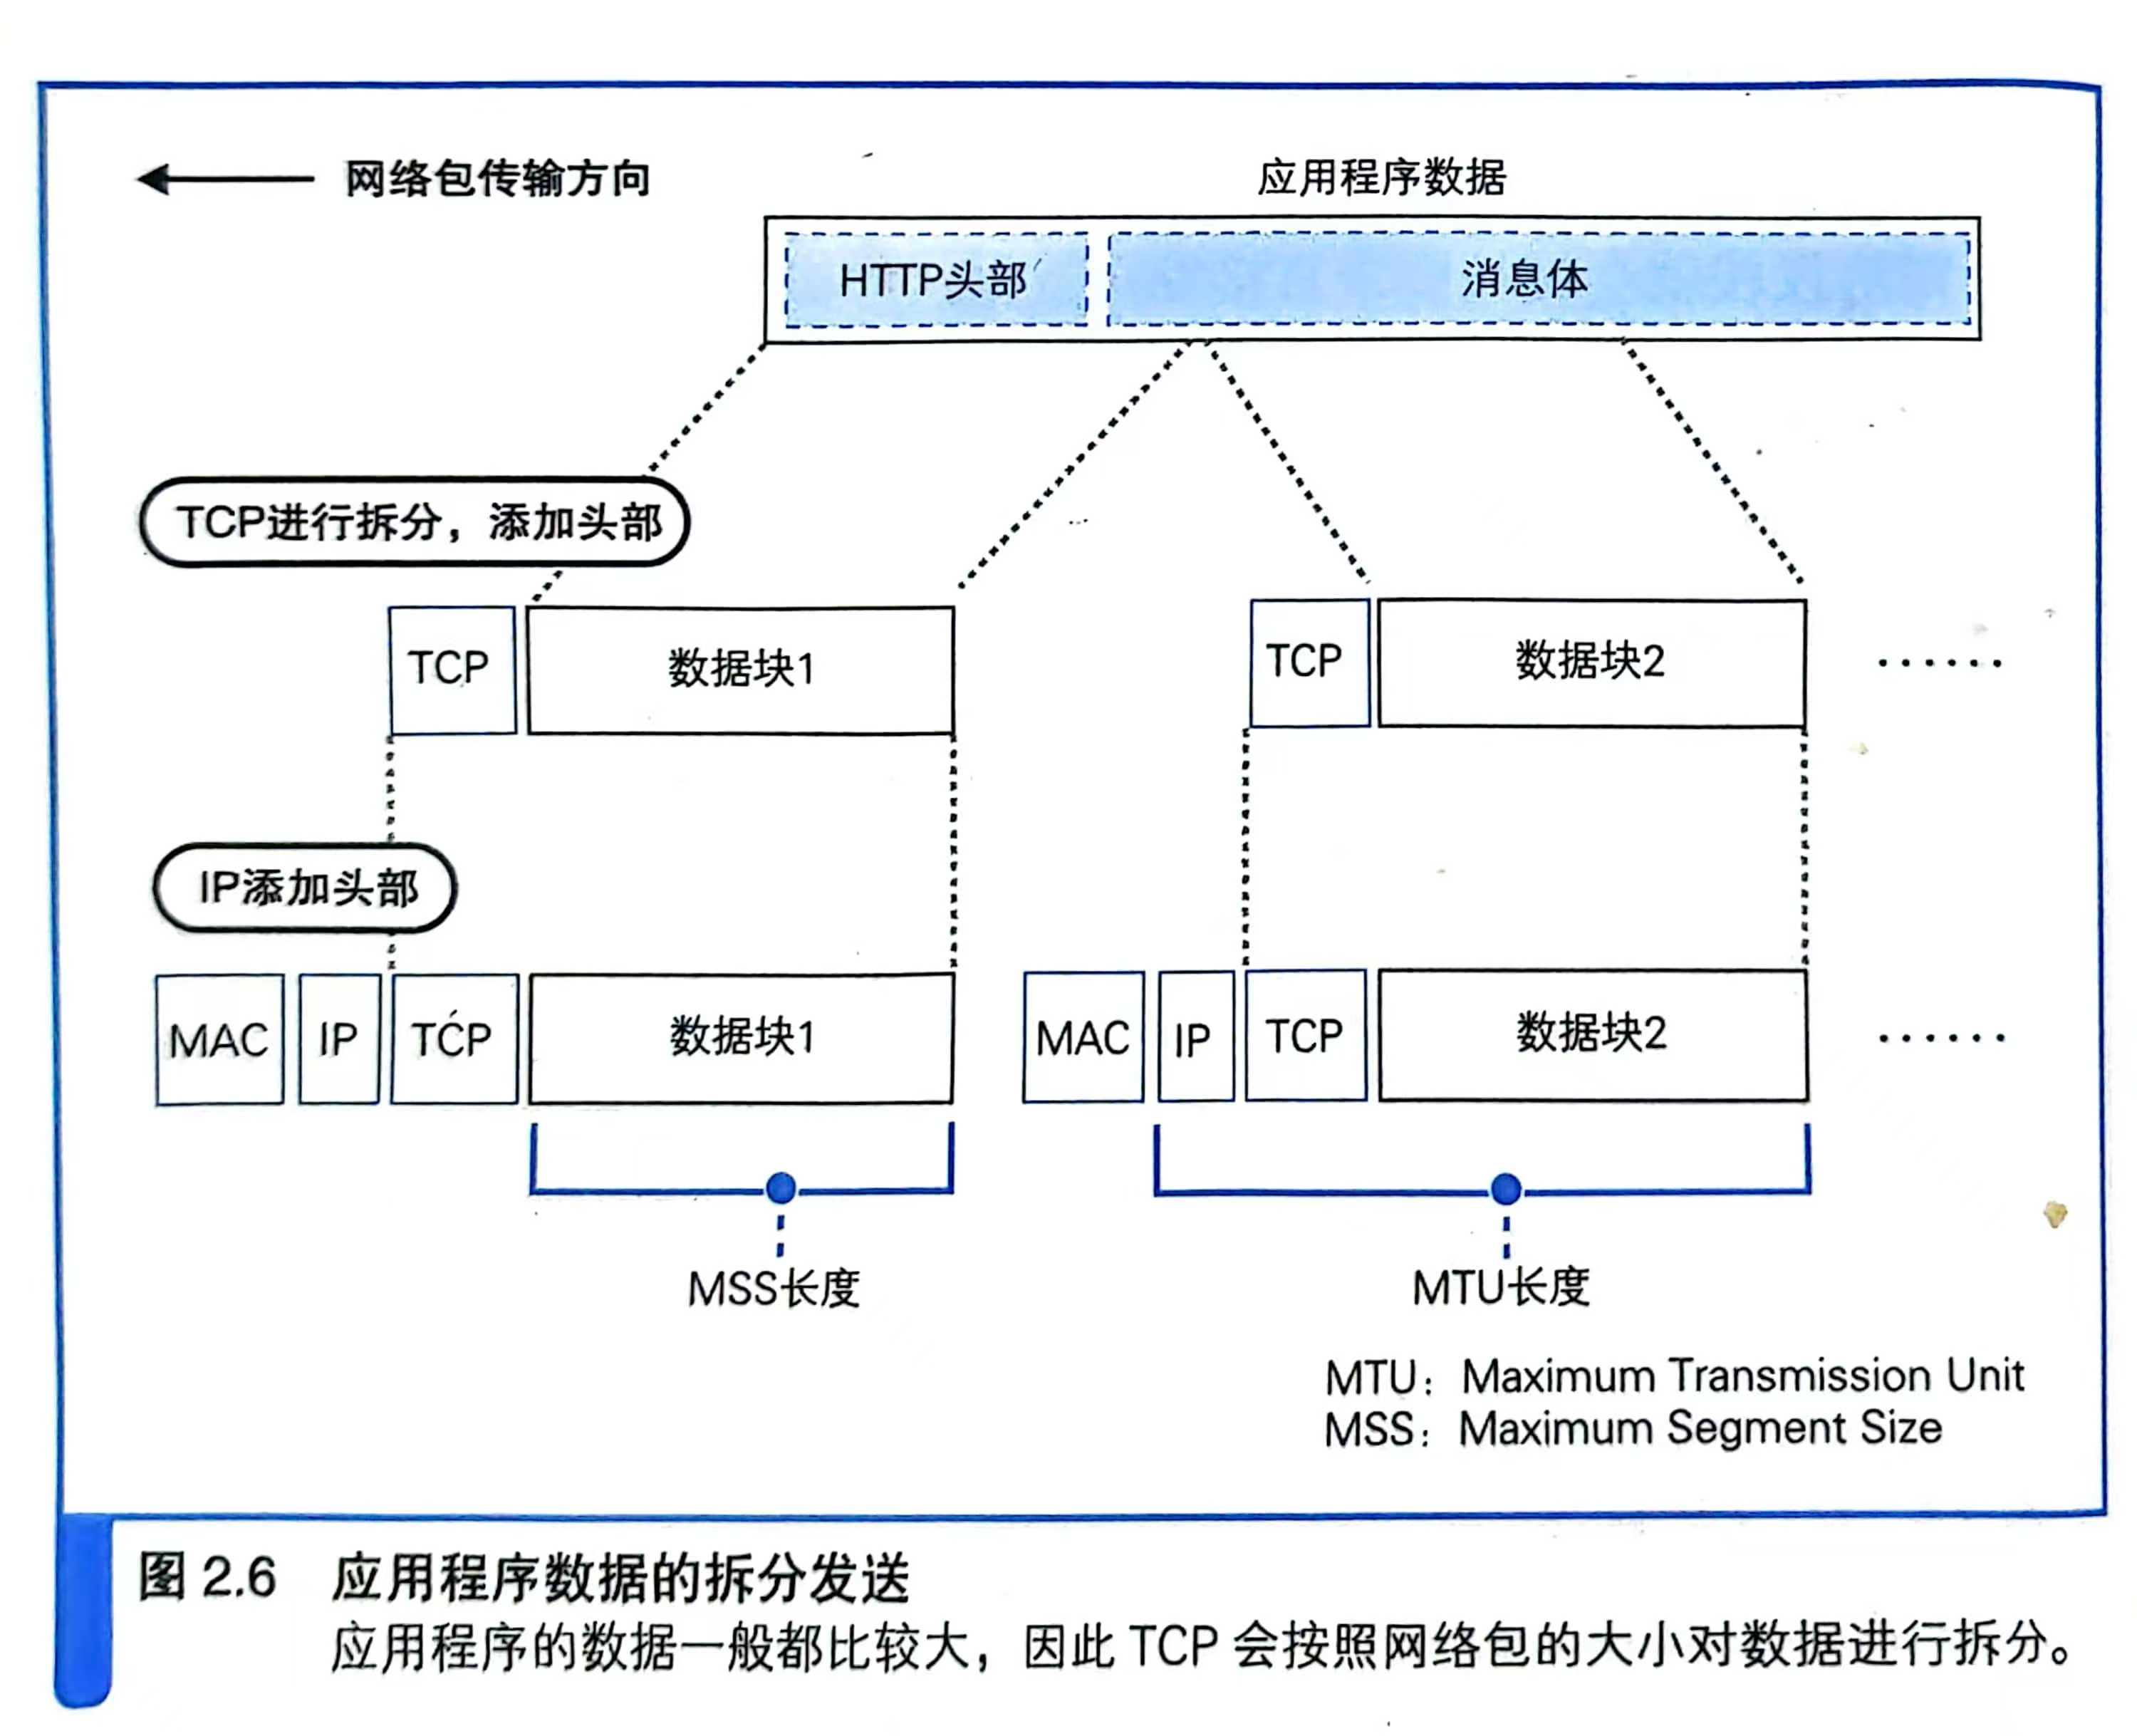 网络包传输方向
应用程序数据
HTTP头部 消息体
TCP进行拆分，添加头部
TCP 数据块1 TCP 数据块2 ……
IP添加头部
MAC IP TCP 数据块1 MAC IP TCP 数据块2 ……
MSS长度 MTU长度
MTU：Maximum Transmission Unit
MSS：Maximum Segment Size
图 2.6 应用程序数据的拆分发送
应用程序的数据一般都比较大，因此 TCP 会按照网络包的大小对数据进行拆分。